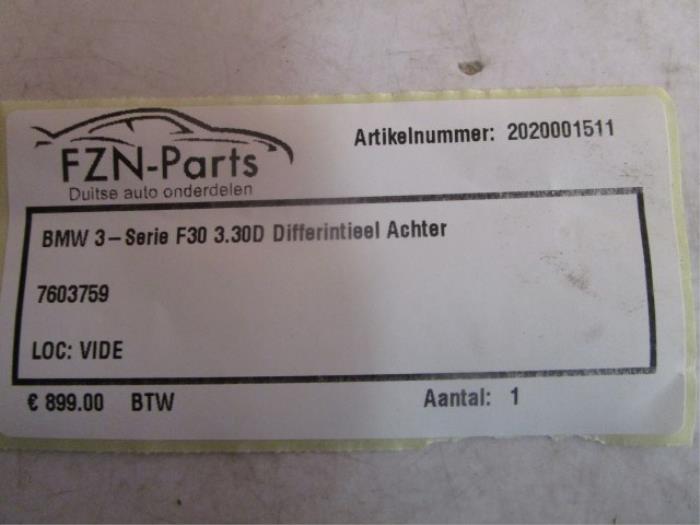 FZN-Parts
Duitse auto onderdelen
Artikelnummer: 2020001511
BMW 3-Serie F30 3.30D Differintieel Achter
7603759
LOC: VIDE
€ 899.00 BTW
Aantal: 1